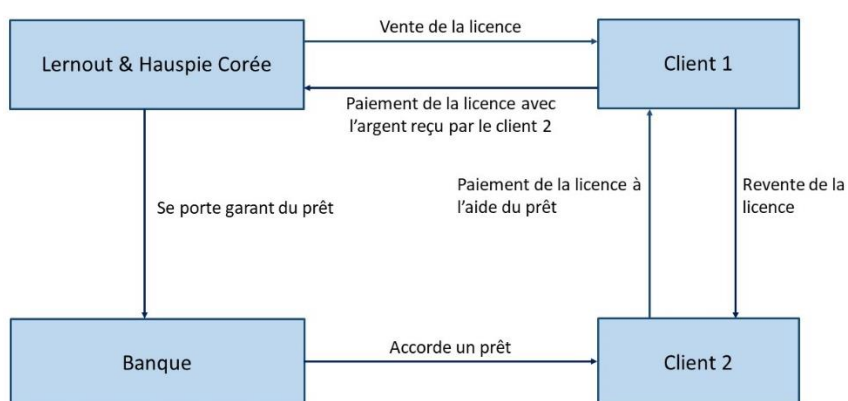 Vente de la licence
Lernout & Hauspie Corée
Client 1
Paiement de la licence avec
l'argent reçu par le client 2
Se porte garant du prêt
Paiement de la licence à
l'aide du prêt
Revente de la
licence
Banque
Accorde un prêt
Client 2